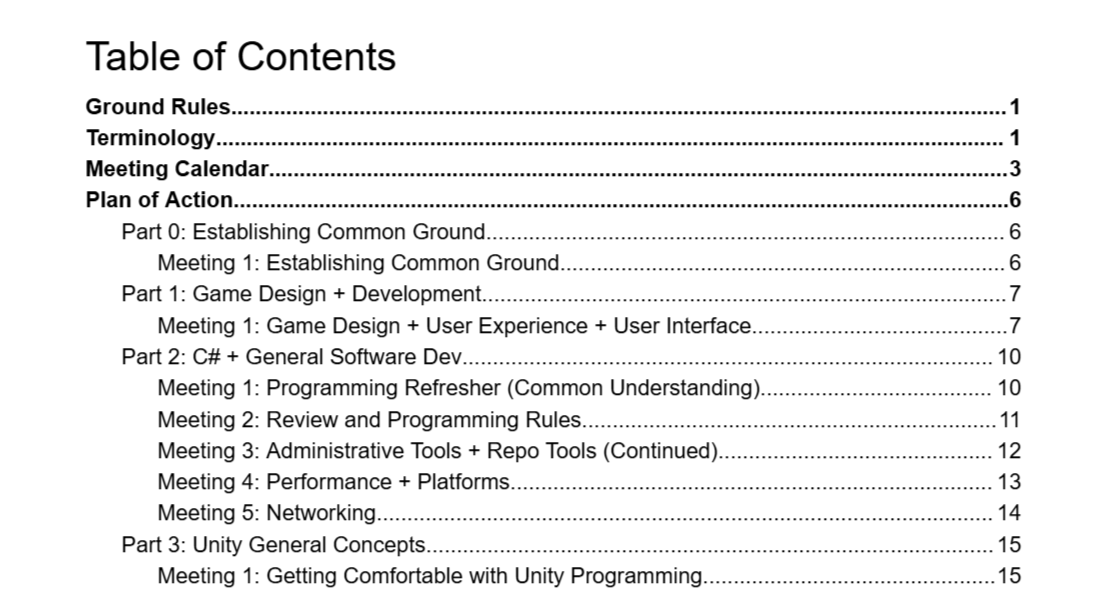 Table of Contents
Ground Rules........................................................................................................................1
Terminology.......................................................................................................................... 1
Meeting Calendar..................................................................................................................3
Plan of Action........................................................................................................................6
Part 0: Establishing Common Ground................................................................................ 6
Meeting 1: Establishing Common Ground.................................................................... 6
Part 1: Game Design + Development.................................................................................7
Meeting 1: Game Design + User Experience + User Interface.......................................7
Part 2: C# + General Software Dev.................................................................................. 10
Meeting 1: Programming Refresher (Common Understanding)................................... 10
Meeting 2: Review and Programming Rules................................................................ 11
Meeting 3: Administrative Tools + Repo Tools (Continued).......................................... 12
Meeting 4: Performance + Platforms............................................................................ 13
Meeting 5: Networking.................................................................................................. 14
Part 3: Unity General Concepts........................................................................................ 15
Meeting 1: Getting Comfortable with Unity Programming.............................................15